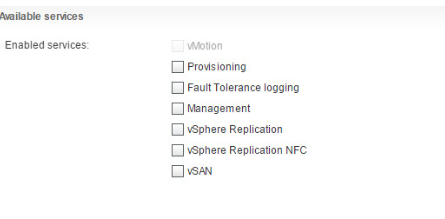 Available services
Enabled services:
vMotion
Provisioning
Fault Tolerance logging
Management
vSphere Replication
vSphere Replication NFC
vSAN